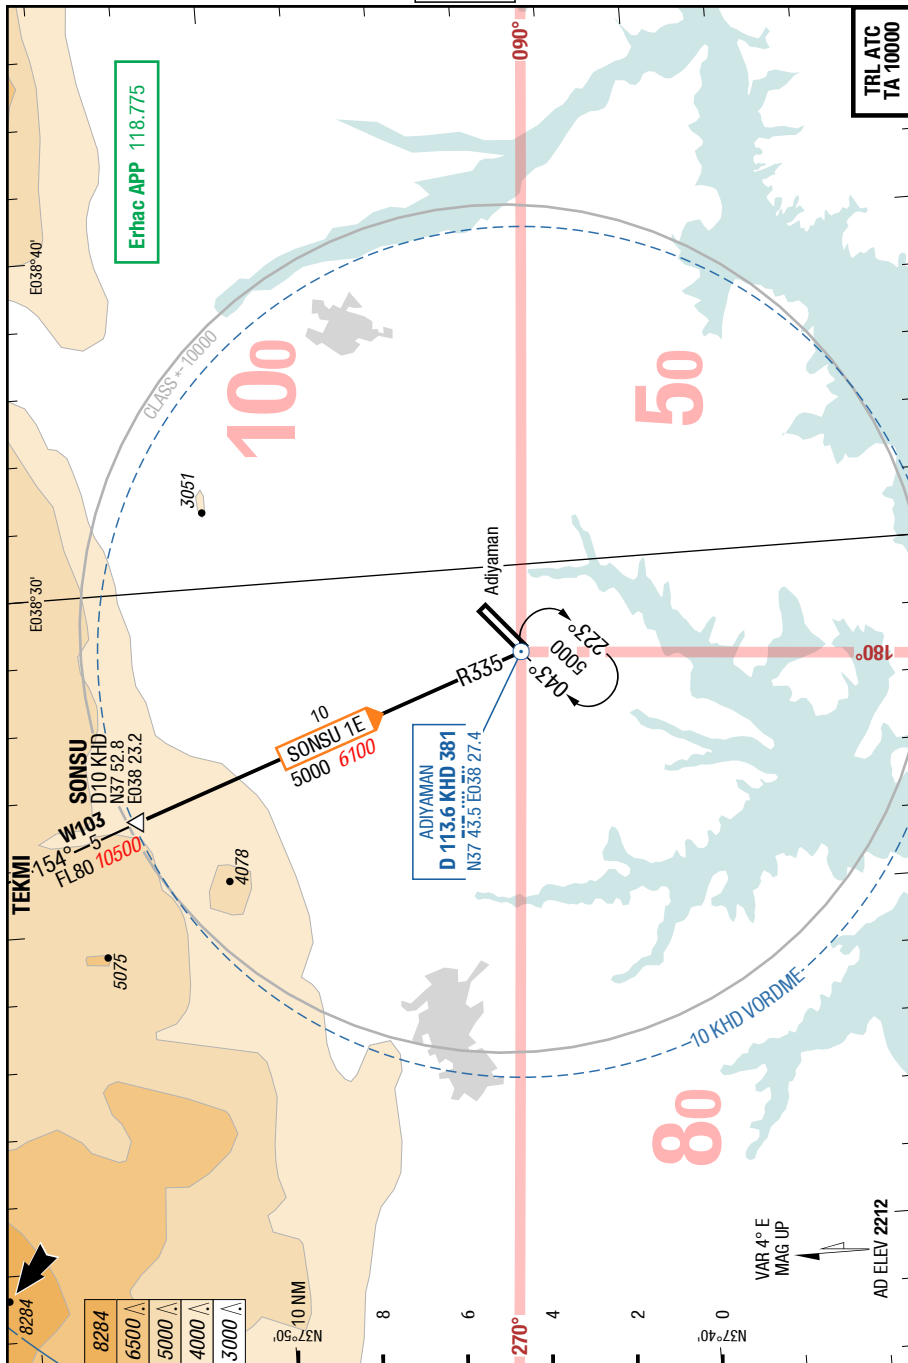 TRL ATC
TA 10000
Erhac APP 118.775
E038°40'
090°
CLASS *- 10000
100
50
3051
E038°30'
Adiyaman
180°
R335
043°
5000
223°
10
SONSU 1E
5000 6100
SONSU
D10 KHD
N37 52.8
E038 23.2
TEKMI
W103
154°
5
FL80 10500
ADIYAMAN
D 113.6 KHD 381
N37 43.5 E038 27.4
4078
5075
10 KHD VORDME
80
VAR 4° E
MAG UP
AD ELEV 2212
8284
8284
6500
5000
4000
3000
N37°50'
10 NM
8
6
4
2
0
270°
N37°40'